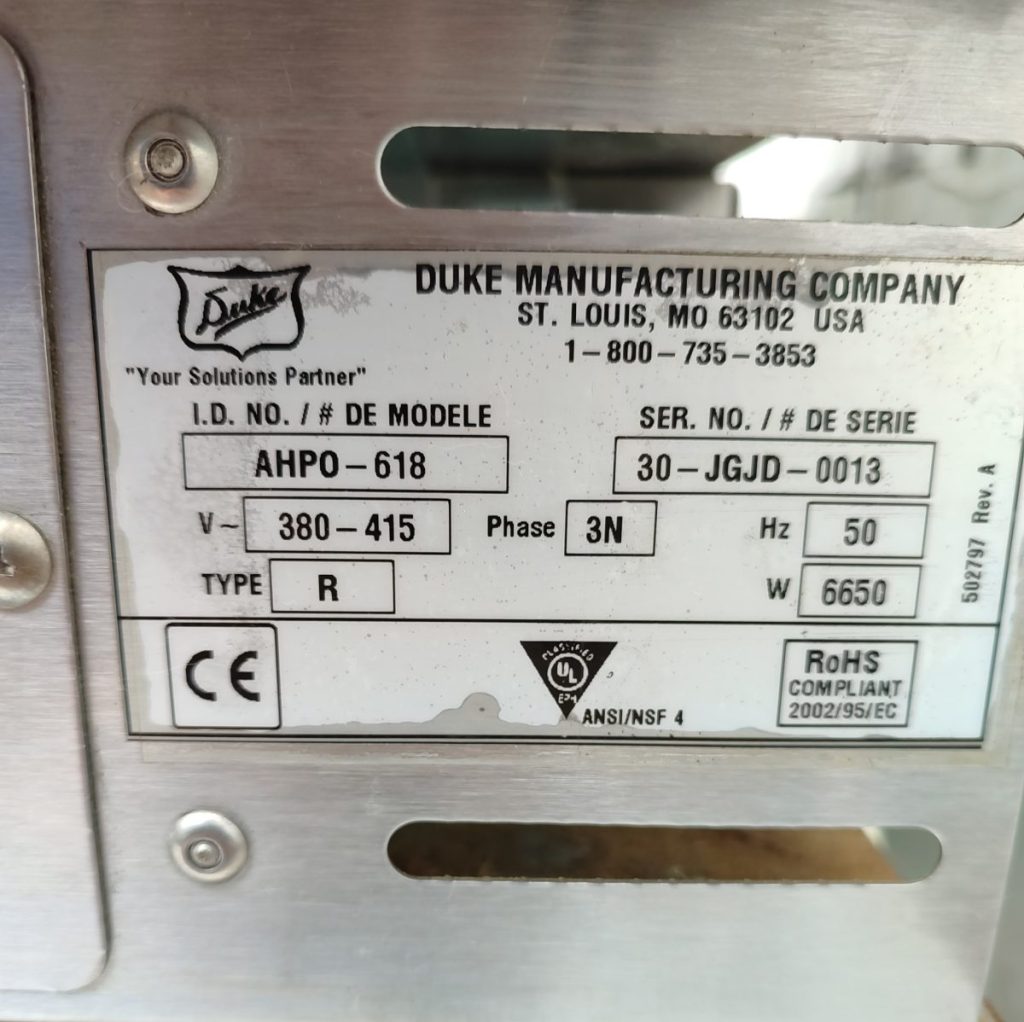 Duke
DUKE MANUFACTURING COMPANY
ST. LOUIS, MO 63102 USA
1-800-735-3853
"Your Solutions Partner"
I.D. NO. / # DE MODELE
SER. NO. / # DE SERIE
AHPO-618
30-JGJD-0013
V~ 380-415 Phase 3N Hz 50
TYPE R W 6650
502797 Rev. A
CE
CLASSIFIED
UL
EPH
ANSI/NSF 4
RoHS
COMPLIANT
2002/95/EC